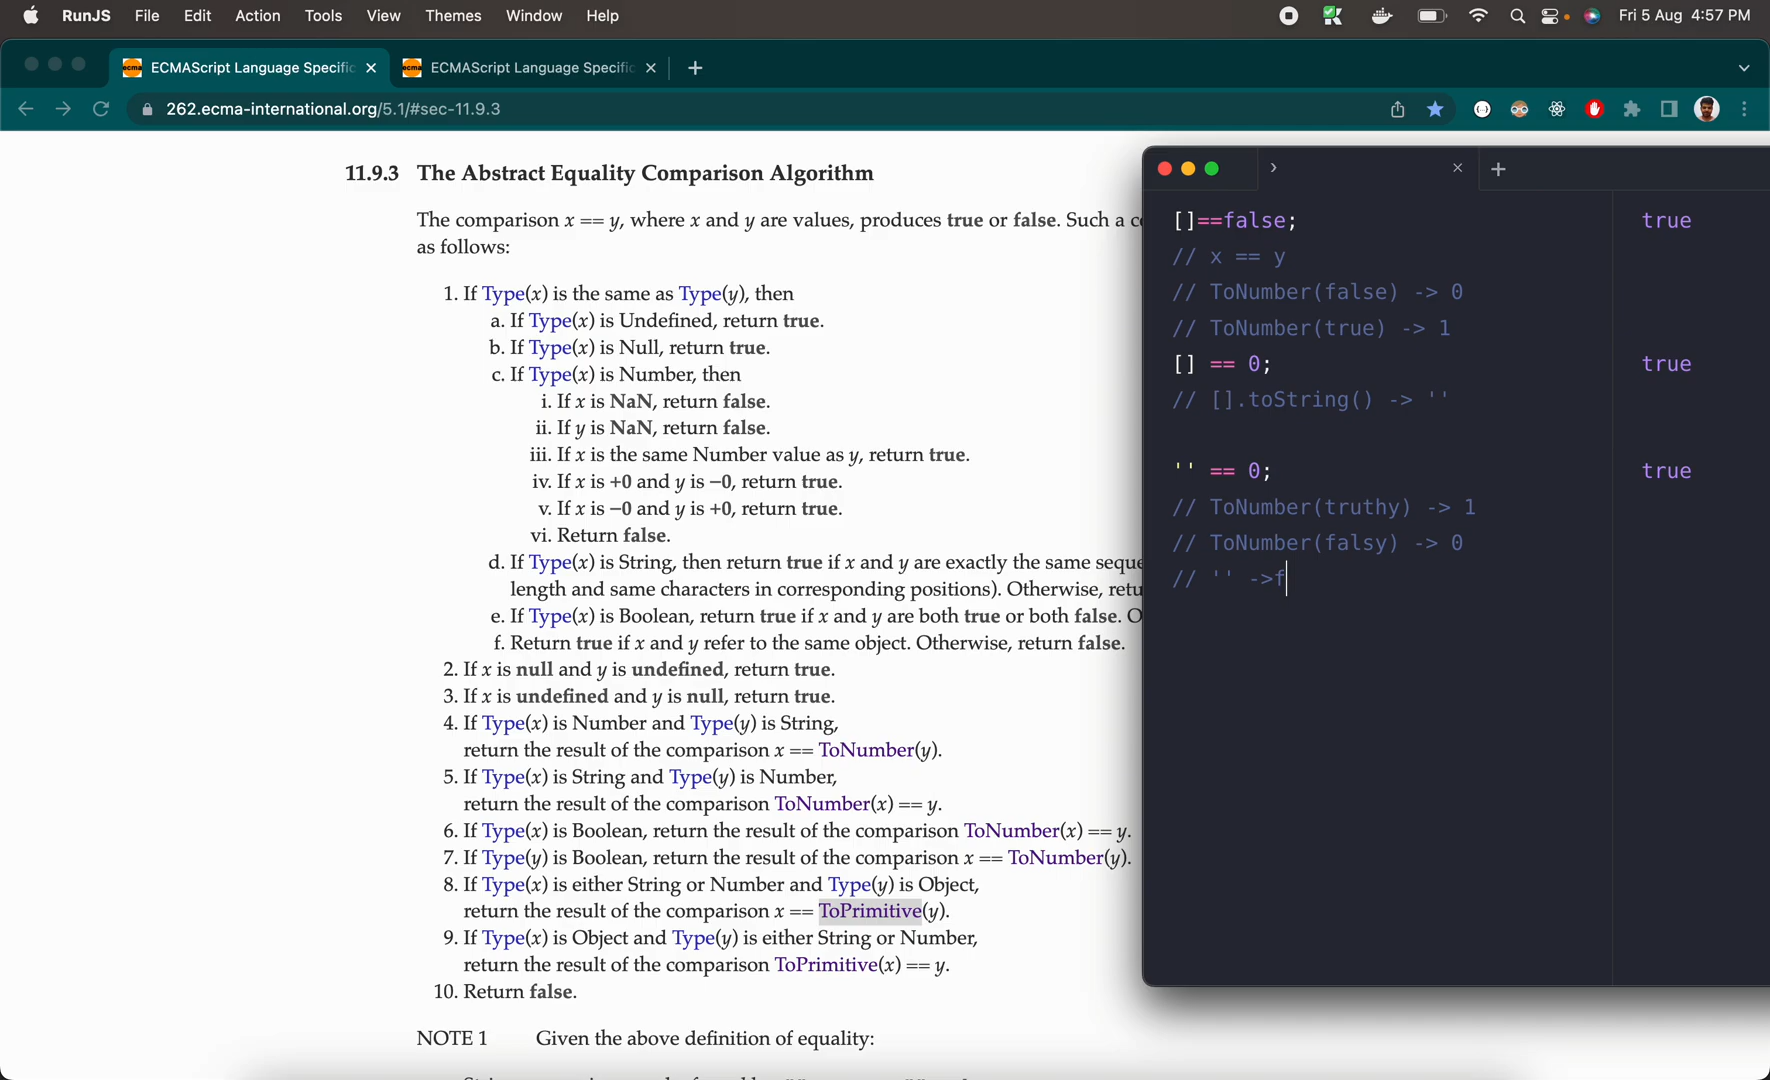 RunJS File Edit Action Tools View Themes Window Help Fri 5 Aug 4:57 PM
ecma ECMAScript Language Specific ecma ECMAScript Language Specific
262.ecma-international.org/5.1/#sec-11.9.3
11.9.3 The Abstract Equality Comparison Algorithm
The comparison x == y, where x and y are values, produces true or false. Such a c
as follows:
1. If Type(x) is the same as Type(y), then
a. If Type(x) is Undefined, return true.
b. If Type(x) is Null, return true.
c. If Type(x) is Number, then
i. If x is NaN, return false.
ii. If y is NaN, return false.
iii. If x is the same Number value as y, return true.
iv. If x is +0 and y is −0, return true.
v. If x is −0 and y is +0, return true.
vi. Return false.
d. If Type(x) is String, then return true if x and y are exactly the same seque
length and same characters in corresponding positions). Otherwise, retu
e. If Type(x) is Boolean, return true if x and y are both true or both false. O
f. Return true if x and y refer to the same object. Otherwise, return false.
2. If x is null and y is undefined, return true.
3. If x is undefined and y is null, return true.
4. If Type(x) is Number and Type(y) is String,
return the result of the comparison x == ToNumber(y).
5. If Type(x) is String and Type(y) is Number,
return the result of the comparison ToNumber(x) == y.
6. If Type(x) is Boolean, return the result of the comparison ToNumber(x) == y.
7. If Type(y) is Boolean, return the result of the comparison x == ToNumber(y).
8. If Type(x) is either String or Number and Type(y) is Object,
return the result of the comparison x == ToPrimitive(y).
9. If Type(x) is Object and Type(y) is either String or Number,
return the result of the comparison ToPrimitive(x) == y.
10. Return false.
NOTE 1 Given the above definition of equality:
[]==false; true
// x == y
// ToNumber(false) -> 0
// ToNumber(true) -> 1
[] == 0; true
// [].toString() -> ''
'' == 0; true
// ToNumber(truthy) -> 1
// ToNumber(falsy) -> 0
// '' ->f